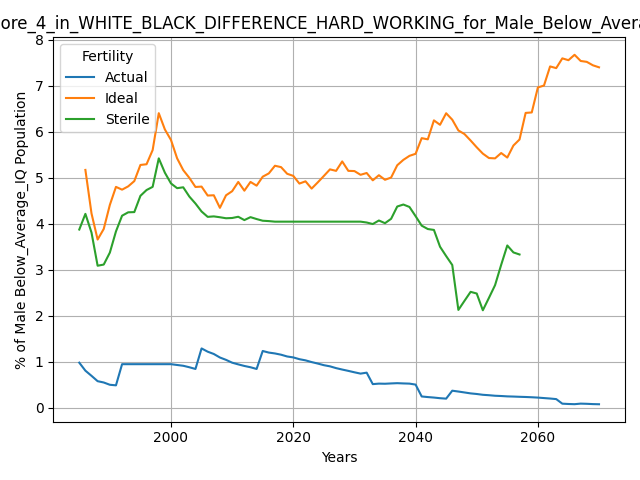 ore_4_in_WHITE_BLACK_DIFFERENCE_HARD_WORKING_for_Male_Below_Avera
Fertility
Actual
Ideal
Sterile
% of Male Below_Average_IQ Population
8
7
6
5
4
3
2
1
0
2000 2020 2040 2060
Years